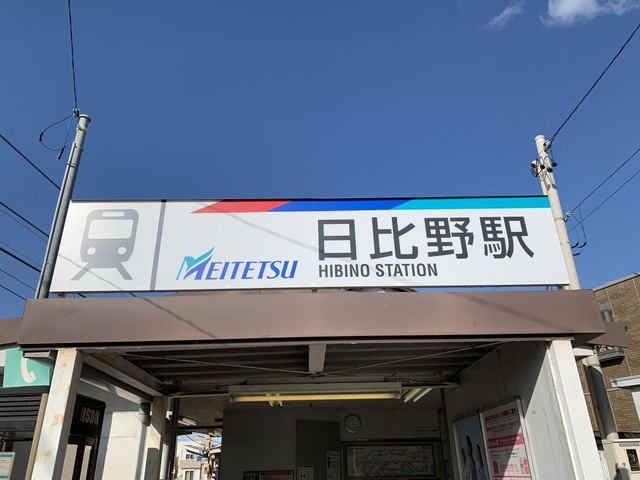 日比野駅
MEITETSU
HIBINO STATION